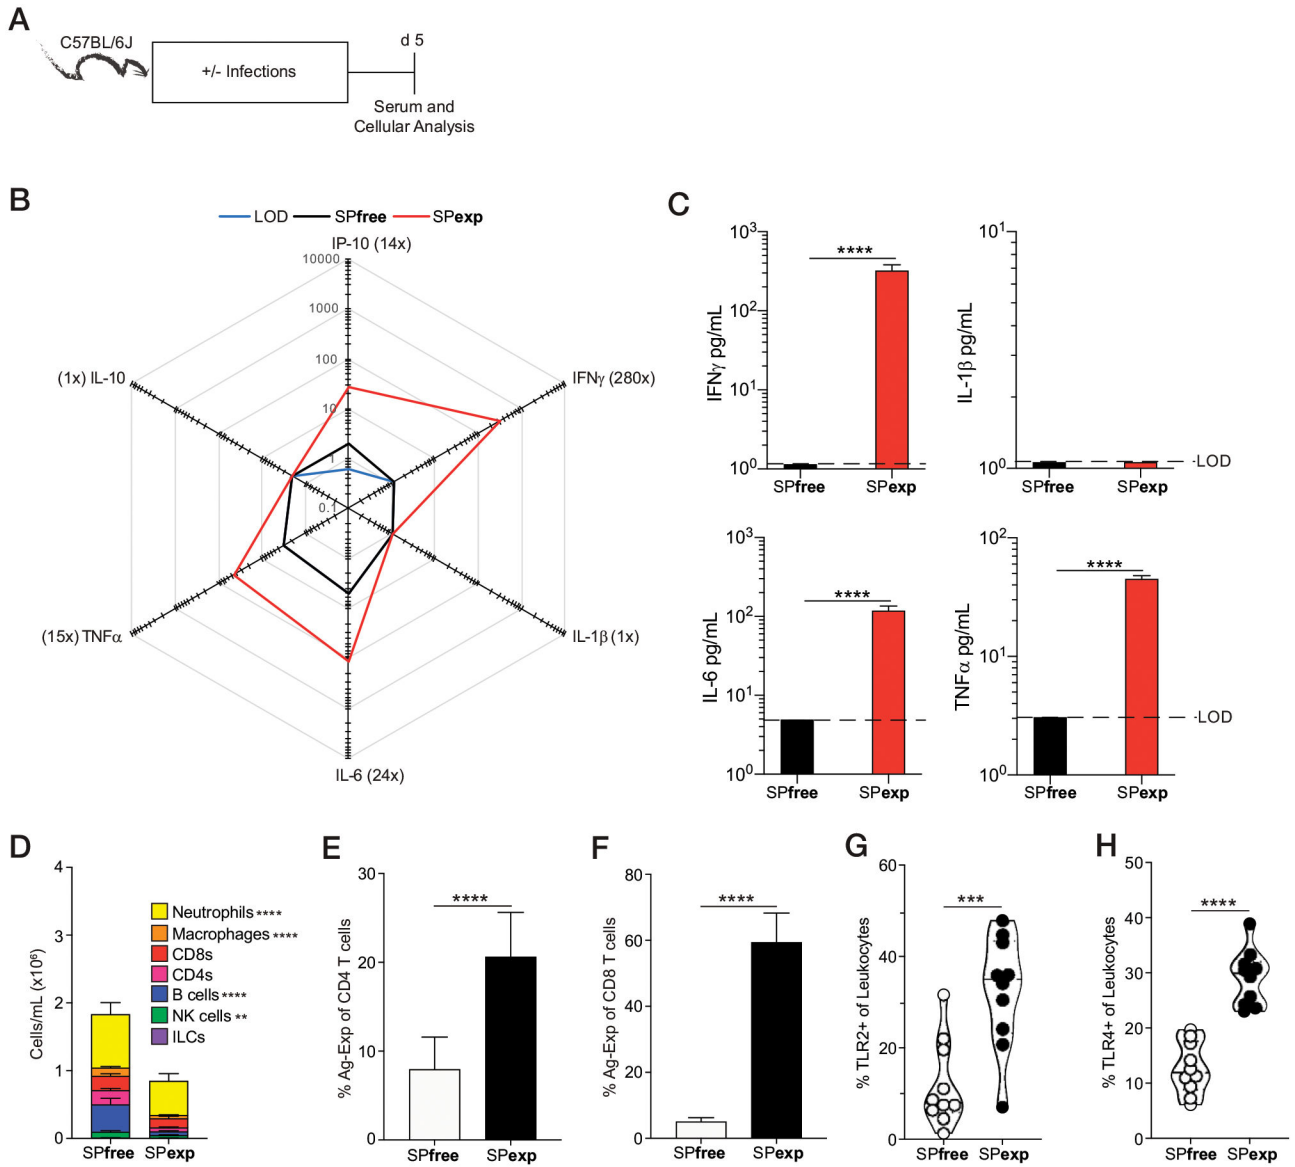 A
C57BL/6J
+/- Infections
d 5
Serum and
Cellular Analysis
B
LOD SPfree SPexp
IP-10 (14x)
10000
1000
100
10
1
0.1
(1x) IL-10
IFNγ (280x)
(15x) TNFα
IL-1β (1x)
IL-6 (24x)
C
IFNγ pg/mL
10³
10²
10¹
10⁰
****
SPfree SPexp
IL-1β pg/mL
10¹
10⁰
LOD
SPfree SPexp
IL-6 pg/mL
10³
10²
10¹
10⁰
****
SPfree SPexp
TNFα pg/mL
10²
10¹
10⁰
****
LOD
SPfree SPexp
D
Cells/mL (x10⁶)
4
3
2
1
0
Neutrophils ****
Macrophages ****
CD8s
CD4s
B cells ****
NK cells **
ILCs
SPfree SPexp
E
% Ag-Exp of CD4 T cells
30
20
10
0
****
SPfree SPexp
F
% Ag-Exp of CD8 T cells
80
60
40
20
0
****
SPfree SPexp
G
% TLR2+ of Leukocytes
60
40
20
0
***
SPfree SPexp
H
% TLR4+ of Leukocytes
50
40
30
20
10
0
****
SPfree SPexp